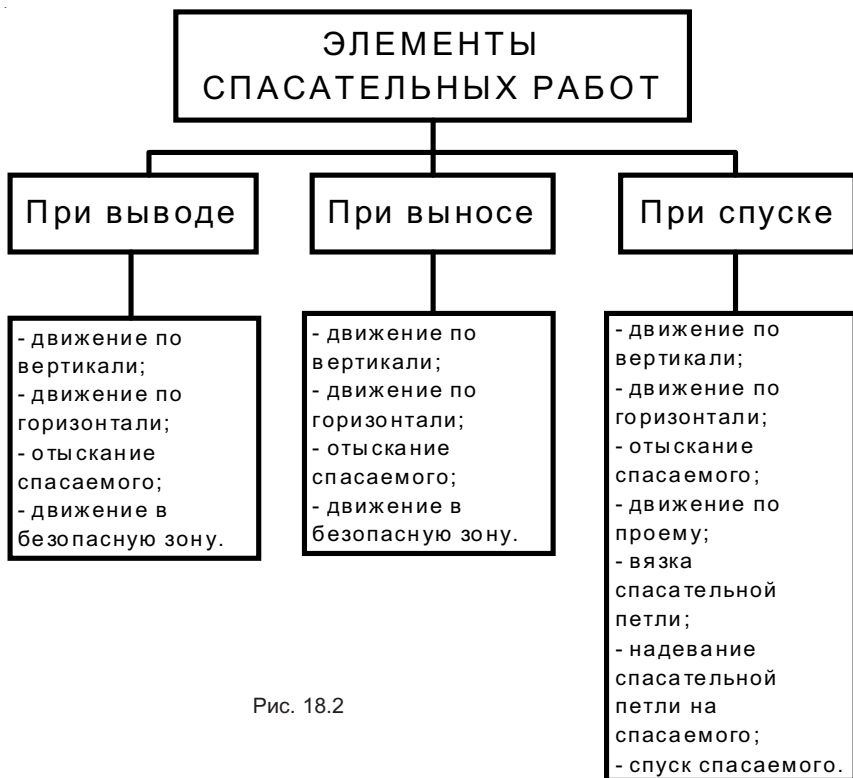 ЭЛЕМЕНТЫ
СПАСАТЕЛЬНЫХ РАБОТ
При выводе
- движение по
вертикали;
- движение по
горизонтали;
- отыскание
спасаемого;
- движение в
безопасную зону.
При выносе
- движение по
вертикали;
- движение по
горизонтали;
- отыскание
спасаемого;
- движение в
безопасную зону.
При спуске
- движение по
вертикали;
- движение по
горизонтали;
- отыскание
спасаемого;
- движение по
проему;
- вязка
спасательной
петли;
- надевание
спасательной
петли на
спасаемого;
- спуск спасаемого.
Рис. 18.2